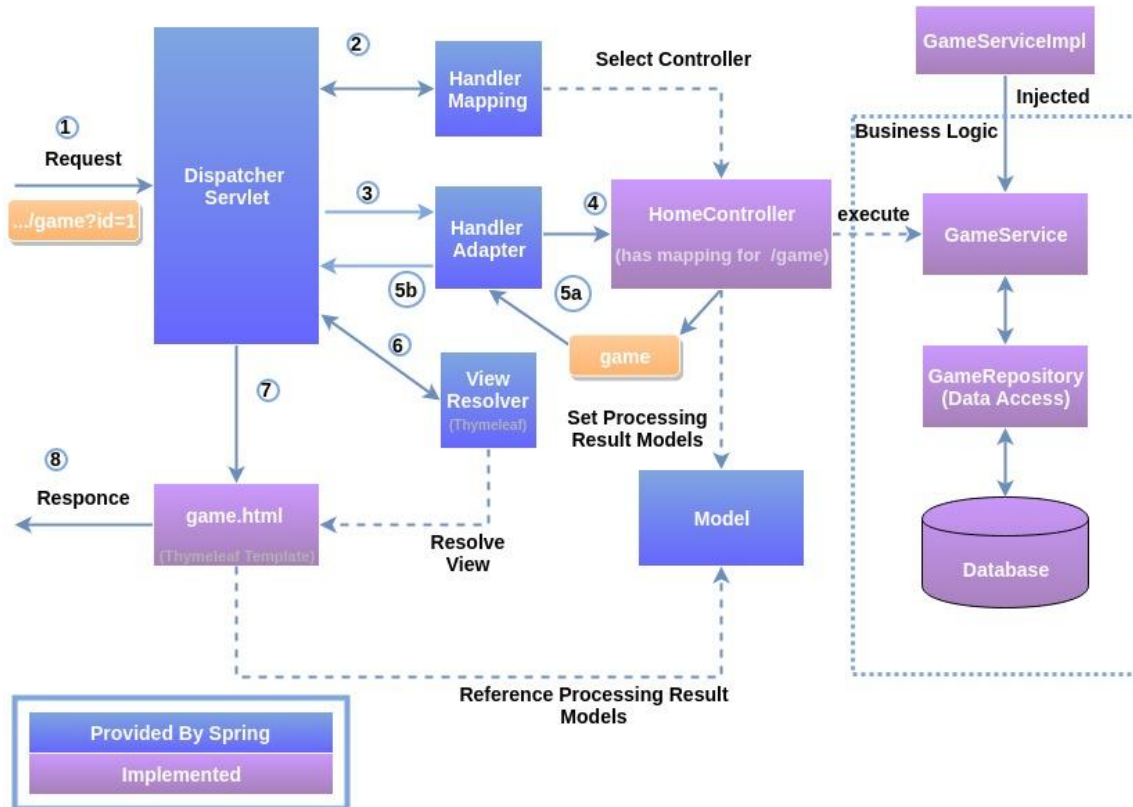 1
Request
.../game?id=1
Dispatcher
Servlet
2
Handler
Mapping
Select Controller
GameServiceImpl
Injected
Business Logic
3
Handler
Adapter
4
HomeController
(has mapping for /game)
execute
GameService
5b
5a
game
6
View
Resolver
(Thymeleaf)
GameRepository
(Data Access)
7
Set Processing
Result Models
8
Responce
game.html
(Thymeleaf Template)
Resolve
View
Model
Database
Reference Processing Result
Models
Provided By Spring
Implemented